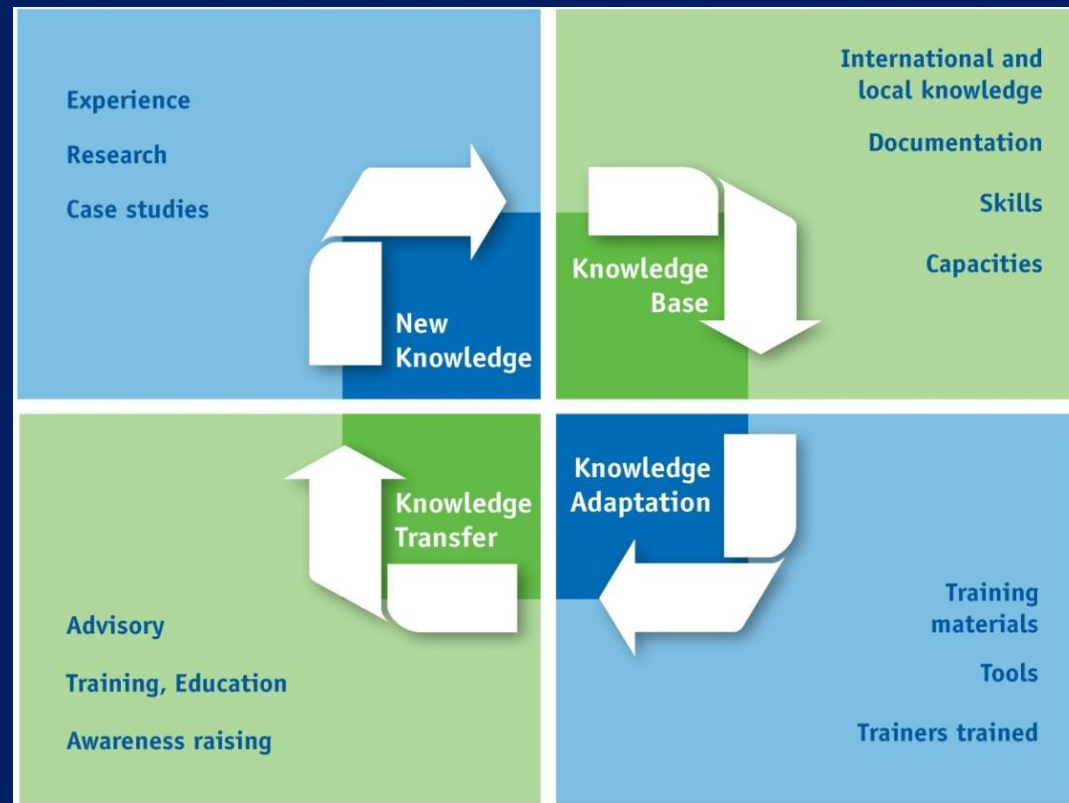 Experience
Research
Case studies
New
Knowledge
International and
local knowledge
Documentation
Skills
Capacities
Knowledge
Base
Knowledge
Transfer
Advisory
Training, Education
Awareness raising
Knowledge
Adaptation
Training
materials
Tools
Trainers trained